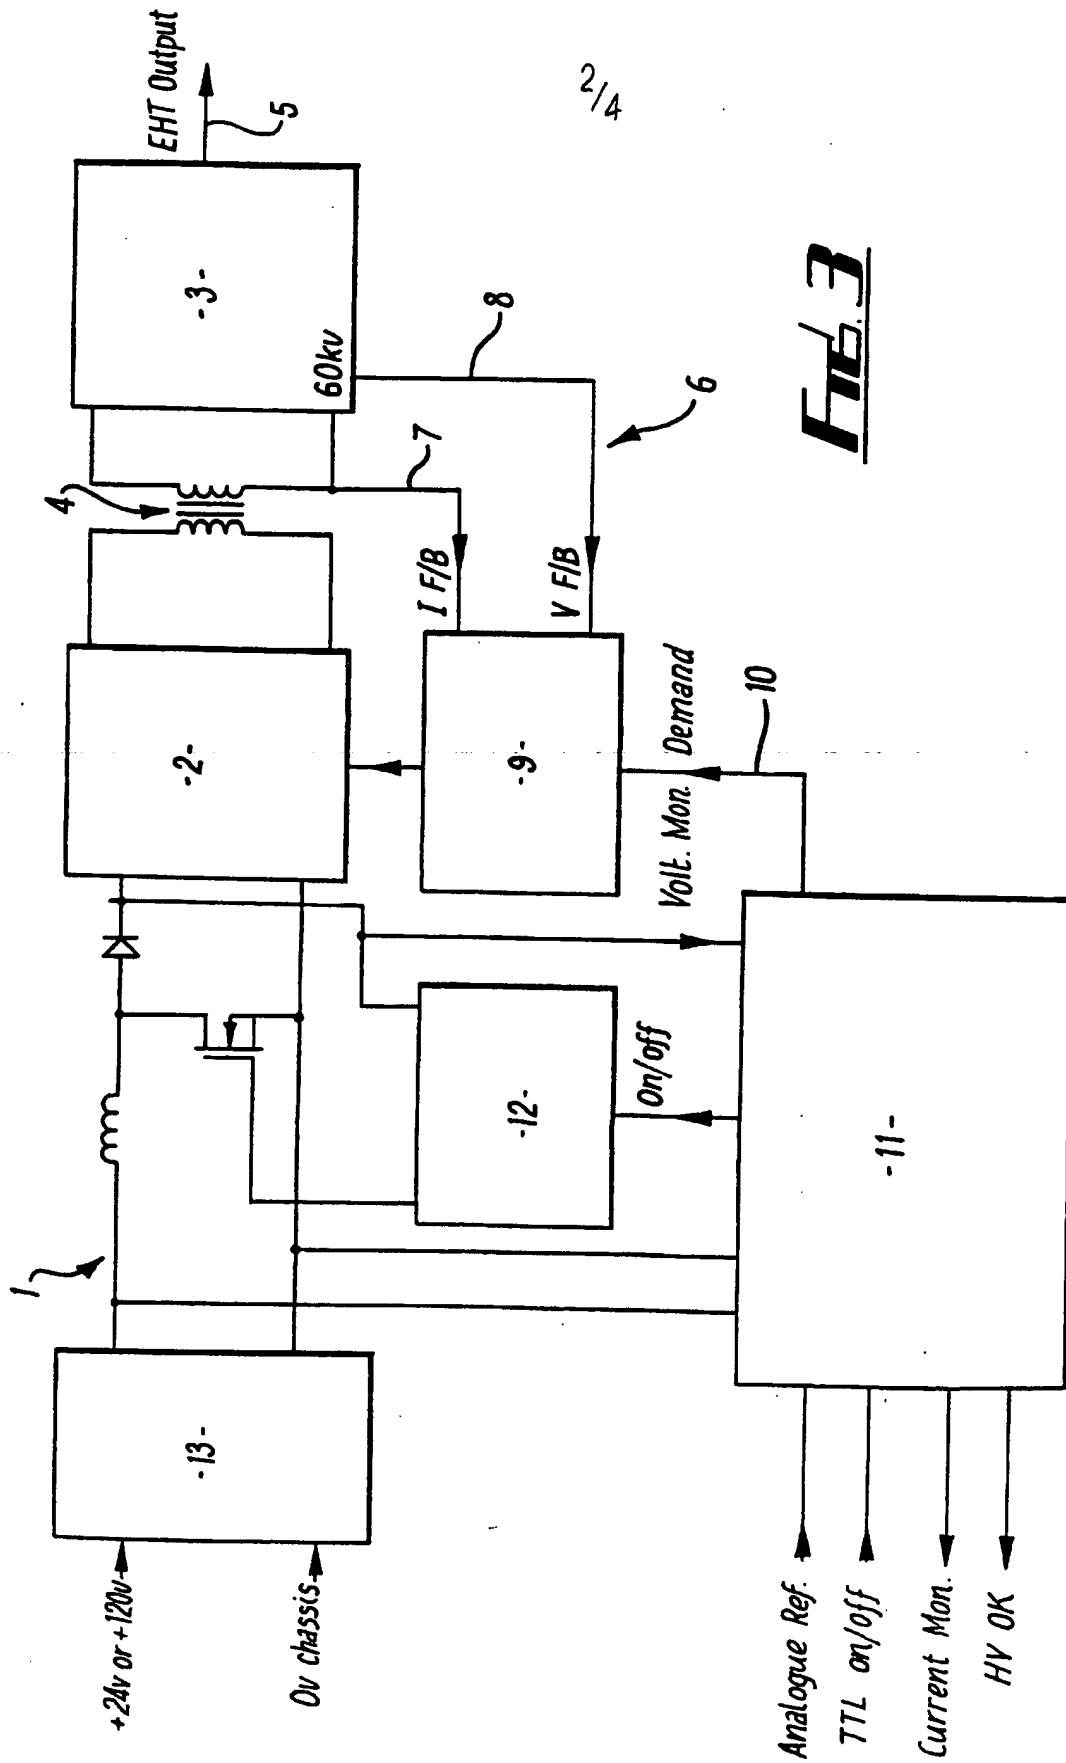 2/4
+24v or +120v
0v chassis
-13-
1
-2-
4
-3-
60kv
EHT Output
5
I F/B
7
V F/B
8
6
-9-
Volt. Mon. Demand
10
-12-
On/off
-11-
Analogue Ref.
TTL on/off
Current Mon.
HV OK
FIG. 3